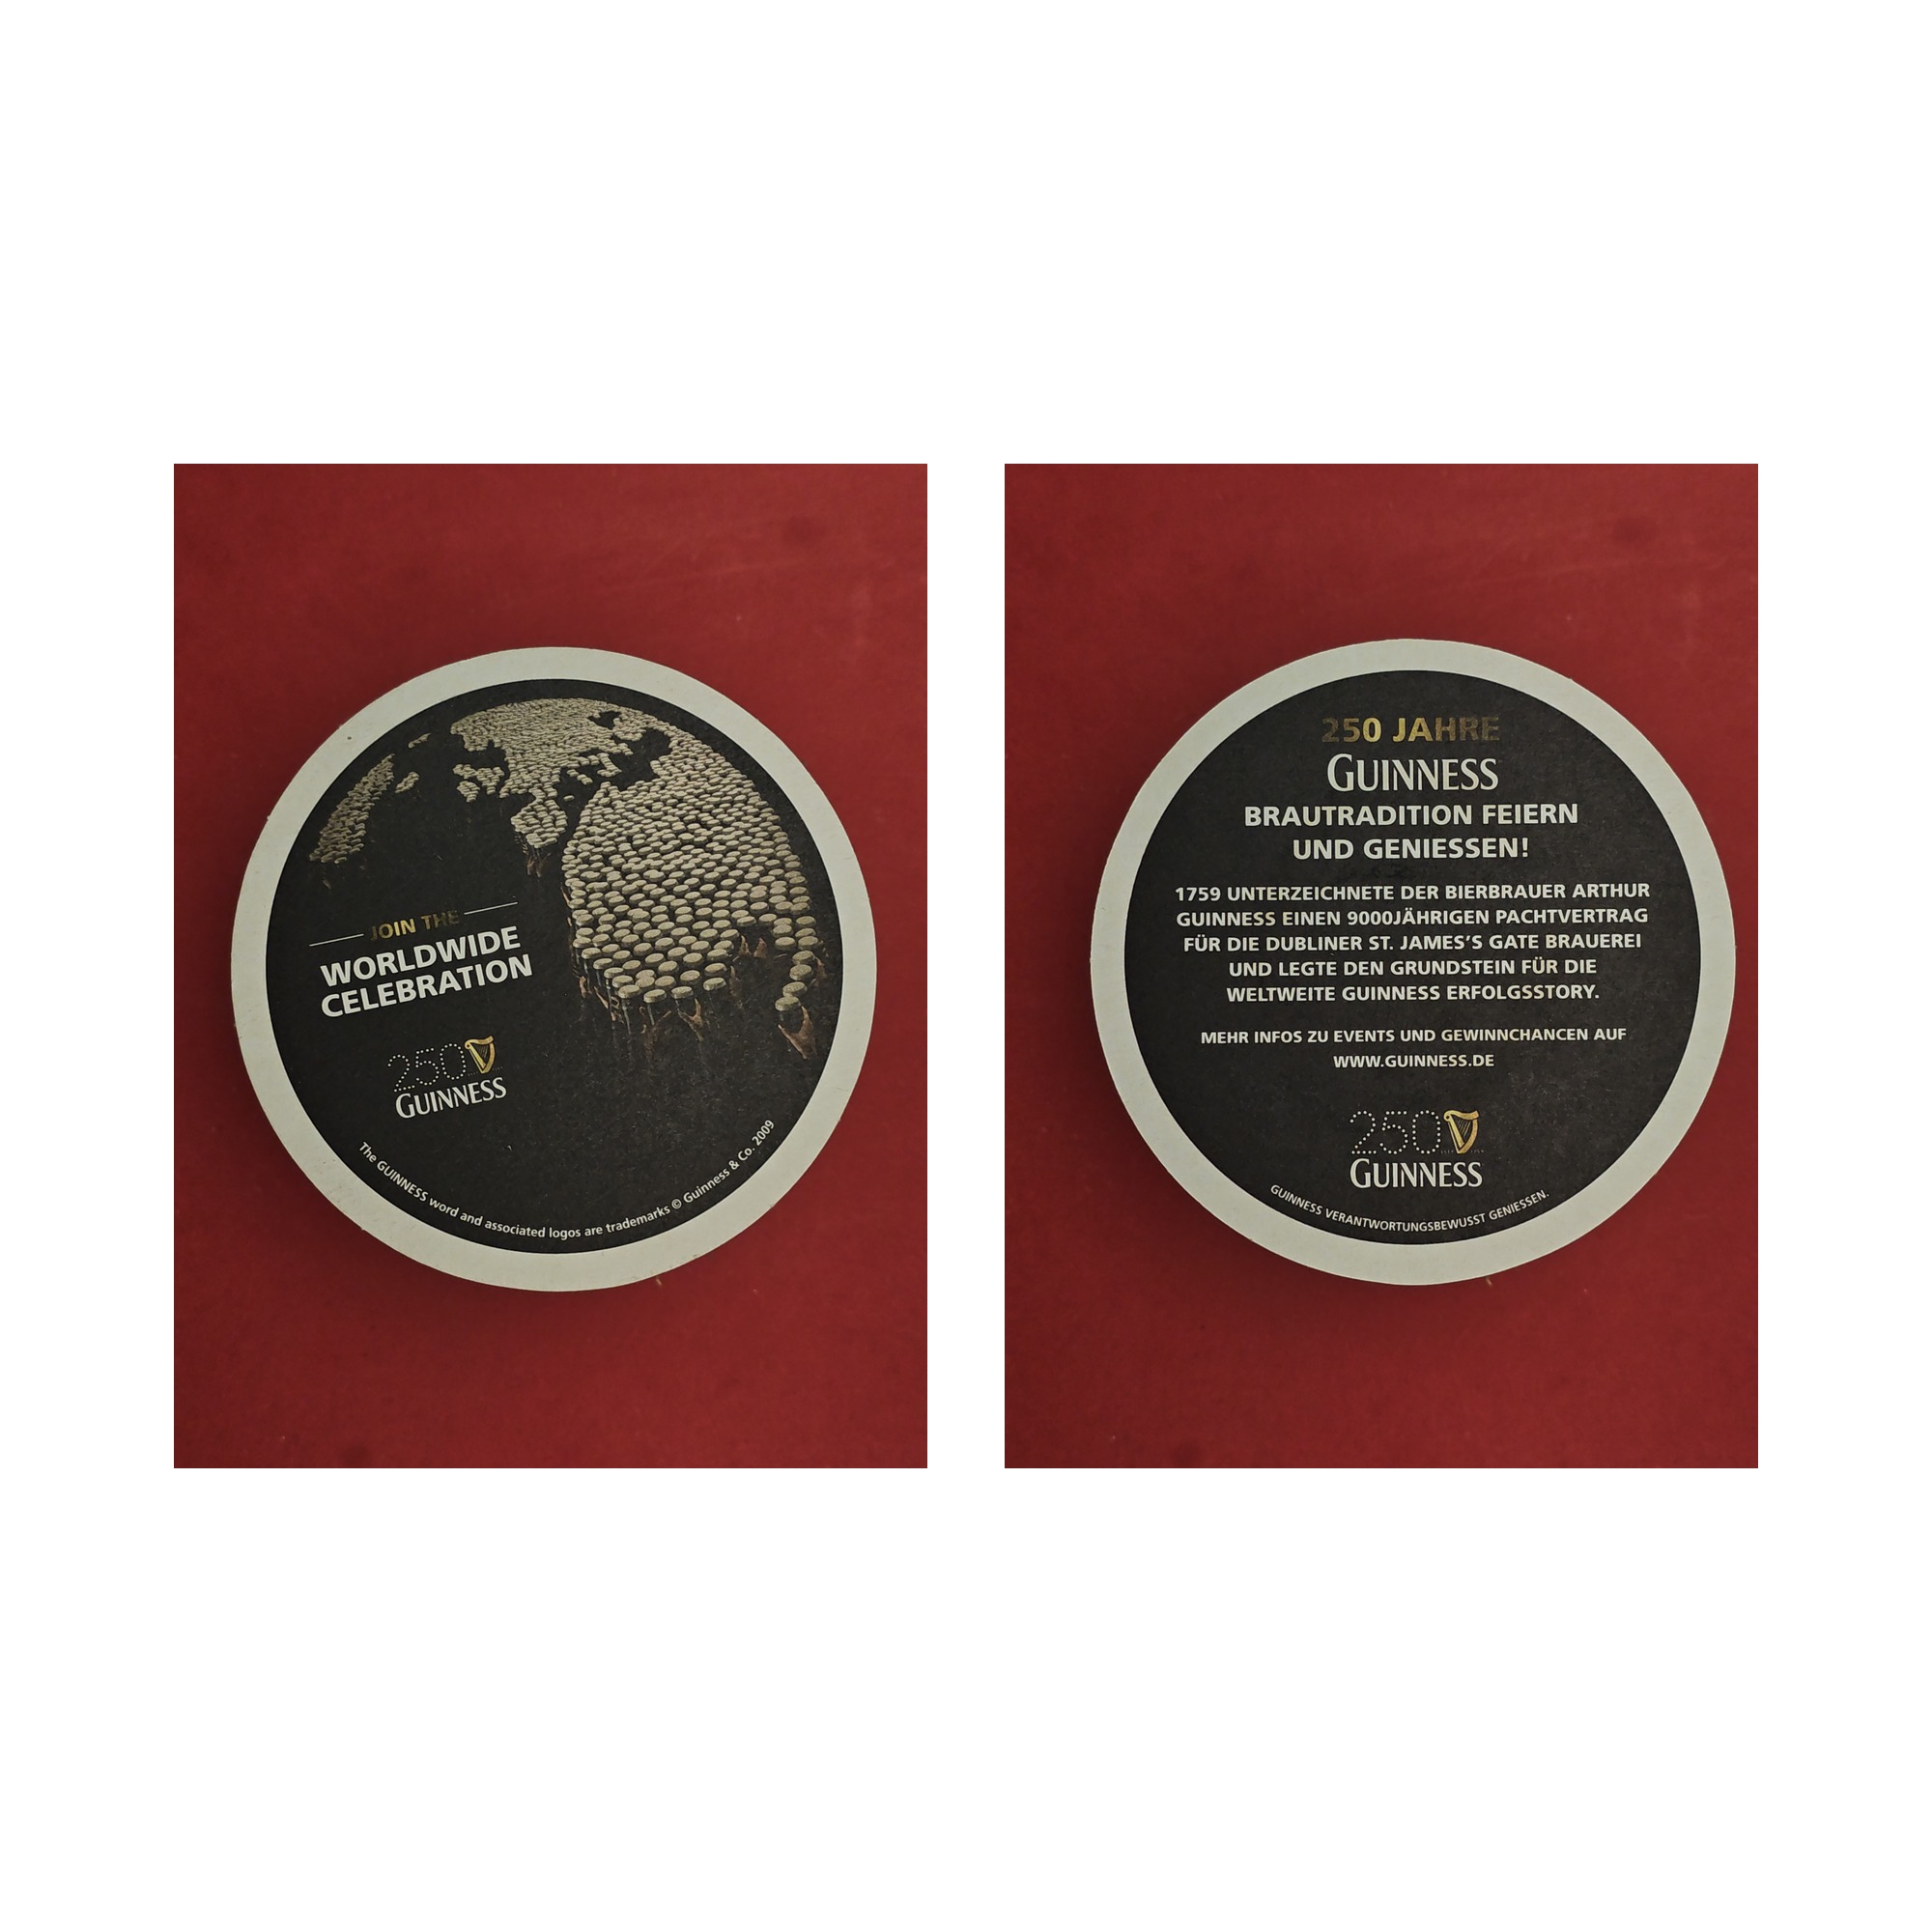 JOIN THE
WORLDWIDE
CELEBRATION
250
GUINNESS
The GUINNESS word and associated logos are trademarks © Guinness & Co. 2009
250 JAHRE
GUINNESS
BRAUTRADITION FEIERN
UND GENIESSEN!
1759 UNTERZEICHNETE DER BIERBRAUER ARTHUR
GUINNESS EINEN 9000JÄHRIGEN PACHTVERTRAG
FÜR DIE DUBLINER ST. JAMES'S GATE BRAUEREI
UND LEGTE DEN GRUNDSTEIN FÜR DIE
WELTWEITE GUINNESS ERFOLGSSTORY.
MEHR INFOS ZU EVENTS UND GEWINNCHANCEN AUF
WWW.GUINNESS.DE
250
GUINNESS
GUINNESS VERANTWORTUNGSBEWUSST GENIESSEN.